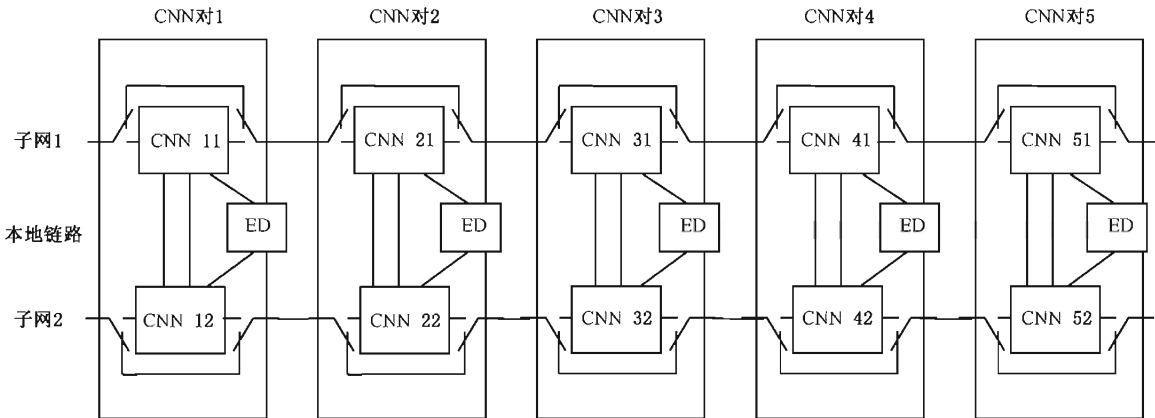 CNN对1 CNN对2 CNN对3 CNN对4 CNN对5
子网1 CNN 11 CNN 21 CNN 31 CNN 41 CNN 51
本地链路 ED ED ED ED ED
子网2 CNN 12 CNN 22 CNN 32 CNN 42 CNN 52